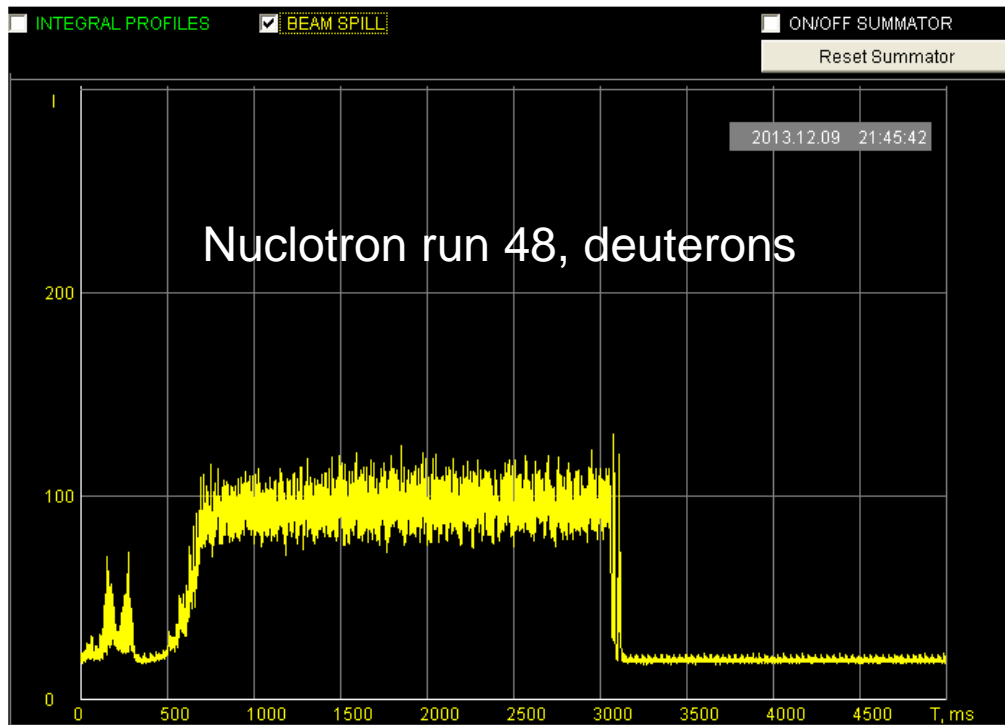 INTEGRAL PROFILES BEAM SPILL ON/OFF SUMMATOR
Reset Summator
I
2013.12.09 21:45:42
Nuclotron run 48, deuterons
200
100
0
0 500 1000 1500 2000 2500 3000 3500 4000 4500 T, ms